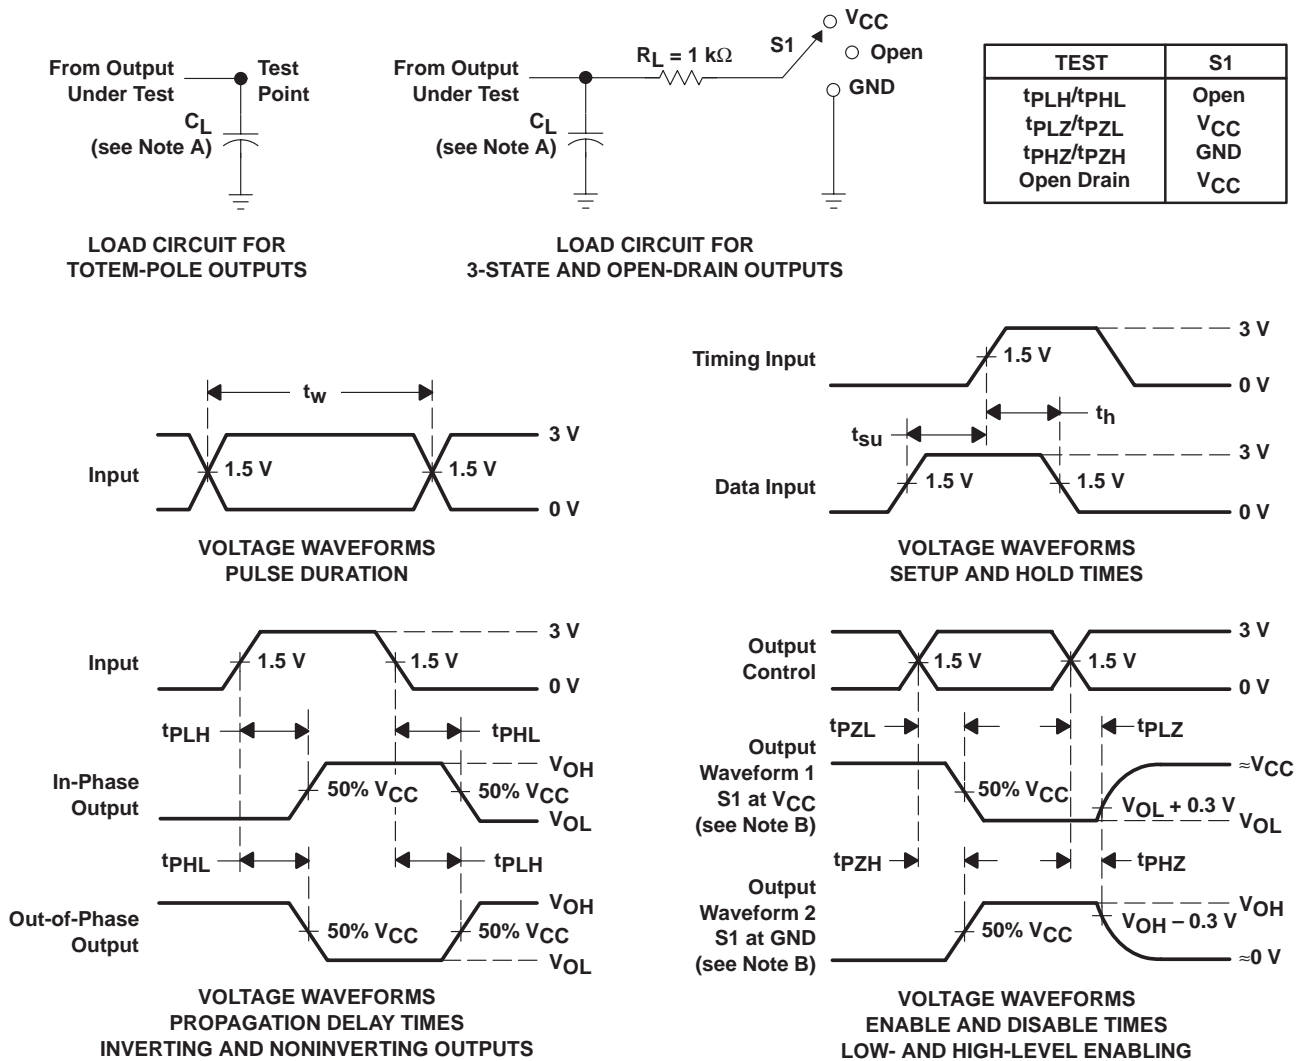 From Output
Under Test
Test
Point
CL
(see Note A)
LOAD CIRCUIT FOR
TOTEM-POLE OUTPUTS
From Output
Under Test
RL = 1 kΩ
S1
VCC
Open
GND
CL
(see Note A)
LOAD CIRCUIT FOR
3-STATE AND OPEN-DRAIN OUTPUTS
TEST S1
tPLH/tPHL Open
tPLZ/tPZL VCC
tPHZ/tPZH GND
Open Drain VCC
tw
Input
1.5 V
1.5 V
3 V
0 V
VOLTAGE WAVEFORMS
PULSE DURATION
Timing Input
1.5 V
3 V
0 V
th
tsu
Data Input
1.5 V
1.5 V
3 V
0 V
VOLTAGE WAVEFORMS
SETUP AND HOLD TIMES
Input
1.5 V
1.5 V
3 V
0 V
tPLH
tPHL
In-Phase
Output
50% VCC
50% VCC
VOH
VOL
tPHL
tPLH
Out-of-Phase
Output
50% VCC
50% VCC
VOH
VOL
VOLTAGE WAVEFORMS
PROPAGATION DELAY TIMES
INVERTING AND NONINVERTING OUTPUTS
Output
Control
1.5 V
1.5 V
3 V
0 V
tPZL
tPLZ
Output
Waveform 1
S1 at VCC
(see Note B)
50% VCC
VOL + 0.3 V
≈VCC
VOL
tPZH
tPHZ
Output
Waveform 2
S1 at GND
(see Note B)
50% VCC
VOH – 0.3 V
VOH
≈0 V
VOLTAGE WAVEFORMS
ENABLE AND DISABLE TIMES
LOW- AND HIGH-LEVEL ENABLING